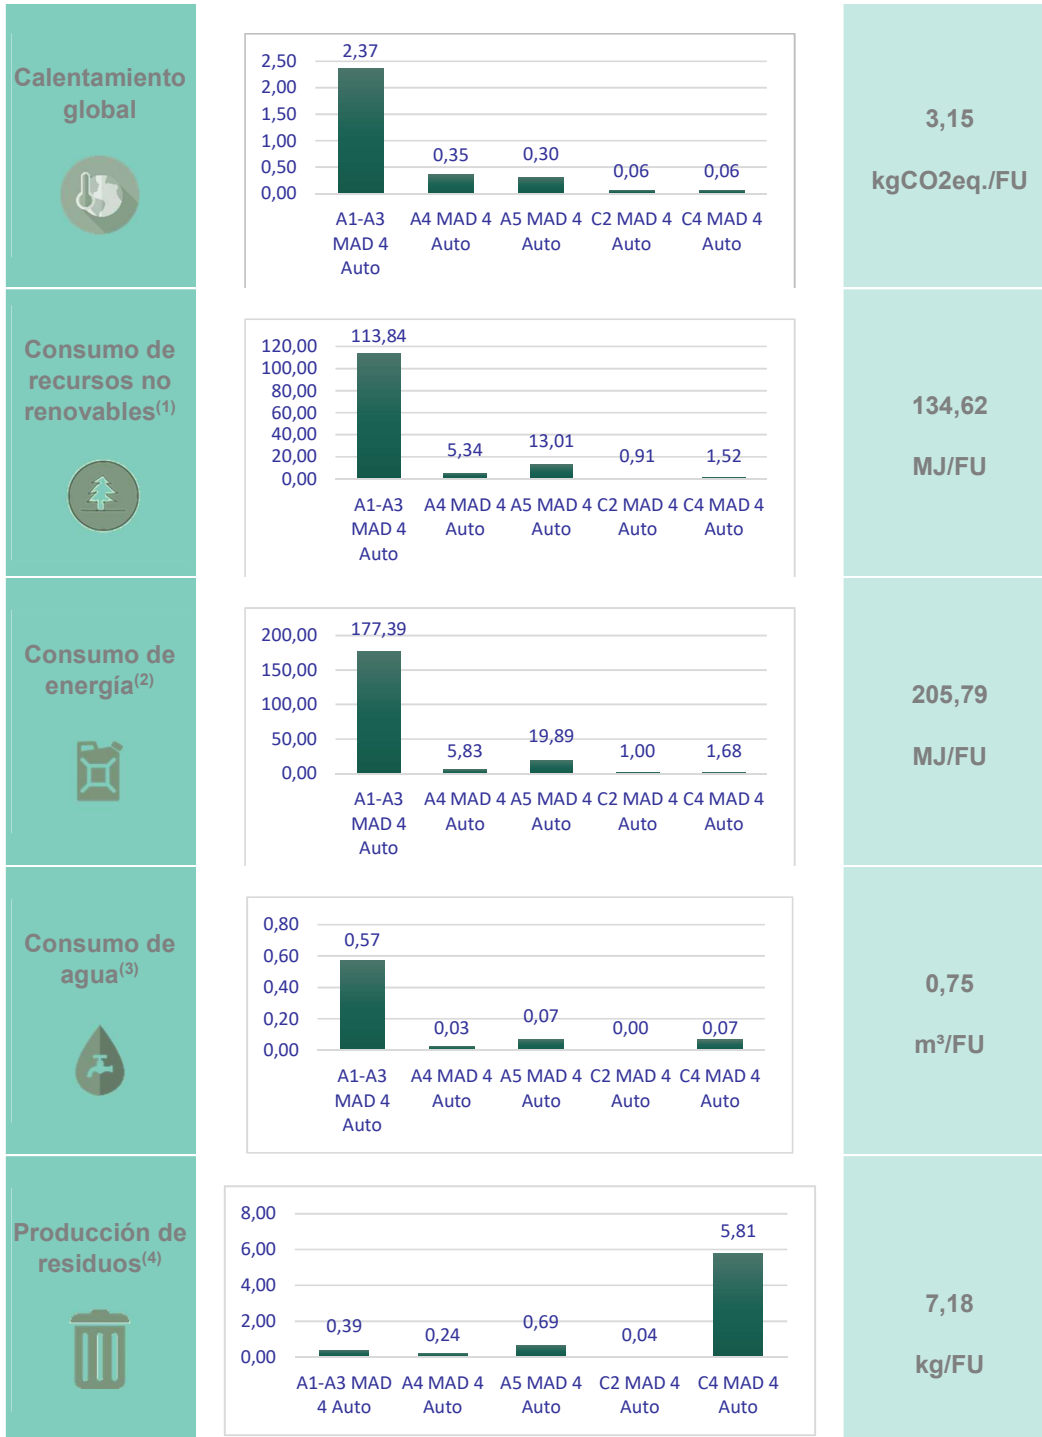 Calentamiento
global
2,50
2,00
1,50
1,00
0,50
0,00
2,37
0,35
0,30
0,06
0,06
A1-A3
MAD 4
Auto
A4 MAD 4
Auto
A5 MAD 4
Auto
C2 MAD 4
Auto
C4 MAD 4
Auto
3,15
kgCO2eq./FU
Consumo de
recursos no
renovables(1)
120,00
100,00
80,00
60,00
40,00
20,00
0,00
113,84
5,34
13,01
0,91
1,52
A1-A3
MAD 4
Auto
A4 MAD 4
Auto
A5 MAD 4
Auto
C2 MAD 4
Auto
C4 MAD 4
Auto
134,62
MJ/FU
Consumo de
energía(2)
200,00
150,00
100,00
50,00
0,00
177,39
5,83
19,89
1,00
1,68
A1-A3
MAD 4
Auto
A4 MAD 4
Auto
A5 MAD 4
Auto
C2 MAD 4
Auto
C4 MAD 4
Auto
205,79
MJ/FU
Consumo de
agua(3)
0,80
0,60
0,40
0,20
0,00
0,57
0,03
0,07
0,00
0,07
A1-A3
MAD 4
Auto
A4 MAD 4
Auto
A5 MAD 4
Auto
C2 MAD 4
Auto
C4 MAD 4
Auto
0,75
m³/FU
Producción de
residuos(4)
8,00
6,00
4,00
2,00
0,00
0,39
0,24
0,69
0,04
5,81
A1-A3 MAD
4 Auto
A4 MAD 4
Auto
A5 MAD 4
Auto
C2 MAD 4
Auto
C4 MAD 4
Auto
7,18
kg/FU